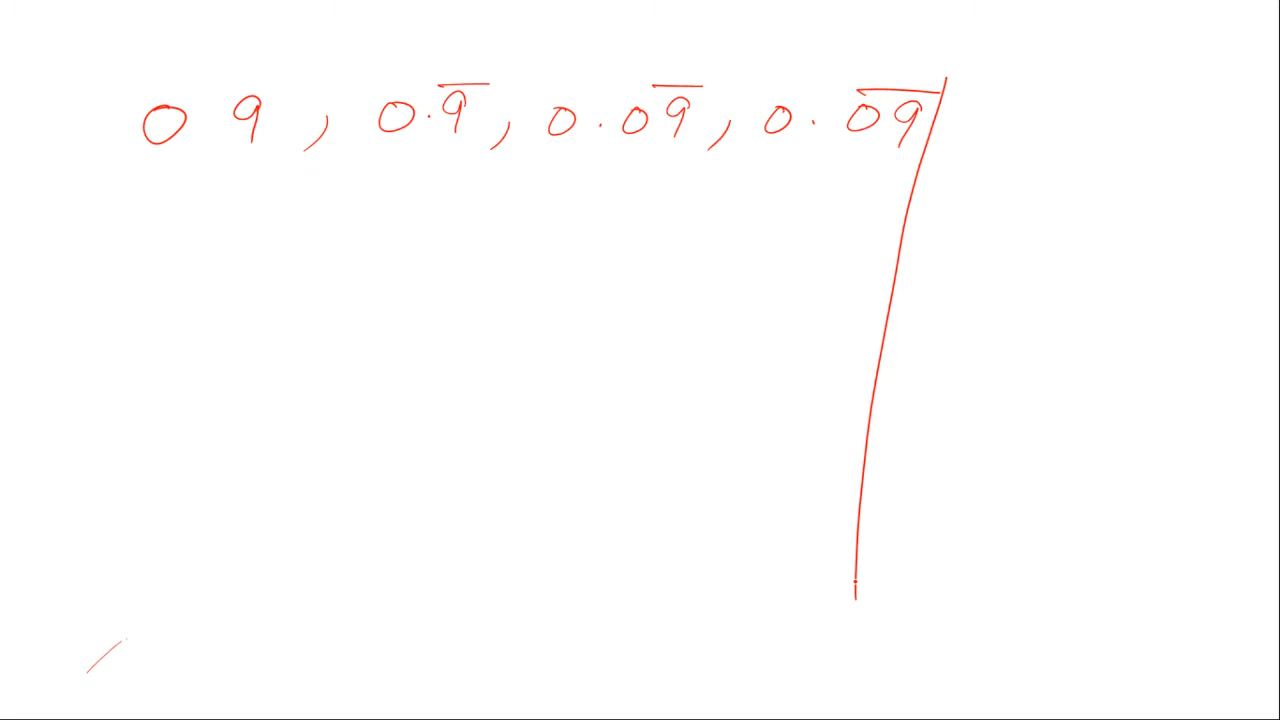 0 9 , 0.9̅ , 0.09̅ , 0.0̅9̅